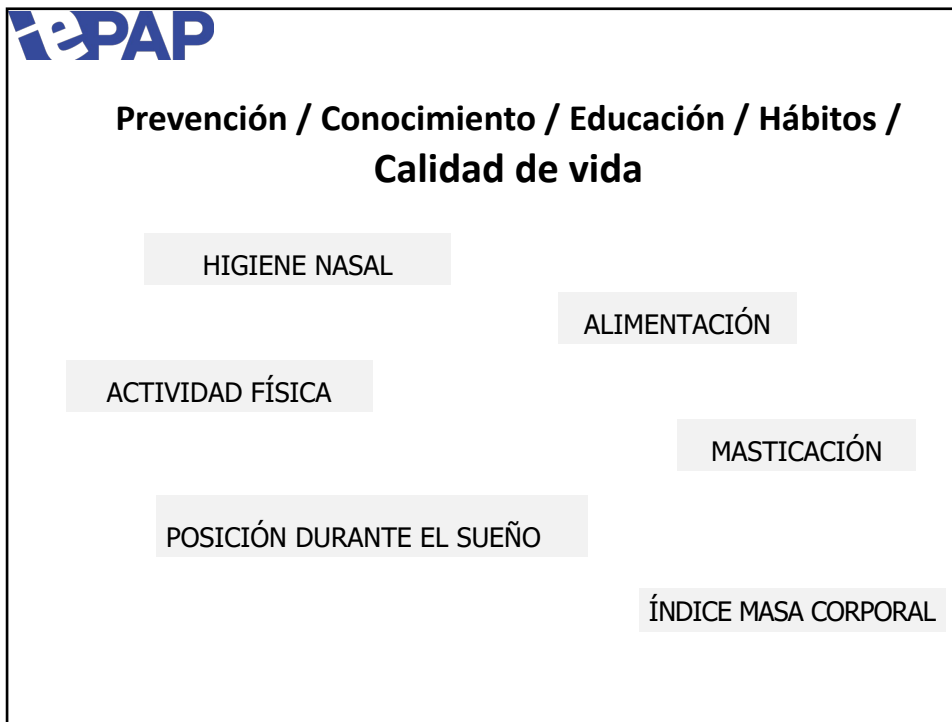 iePAP
Prevención / Conocimiento / Educación / Hábitos /
Calidad de vida
HIGIENE NASAL
ALIMENTACIÓN
ACTIVIDAD FÍSICA
MASTICACIÓN
POSICIÓN DURANTE EL SUEÑO
ÍNDICE MASA CORPORAL